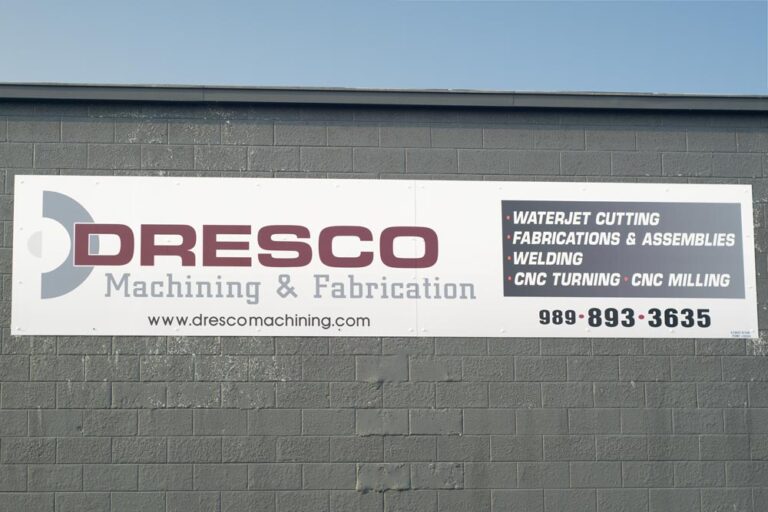 DRESCO
Machining & Fabrication
www.drescomachining.com
• WATERJET CUTTING
• FABRICATIONS & ASSEMBLIES
• WELDING
• CNC TURNING • CNC MILLING
989•893•3635